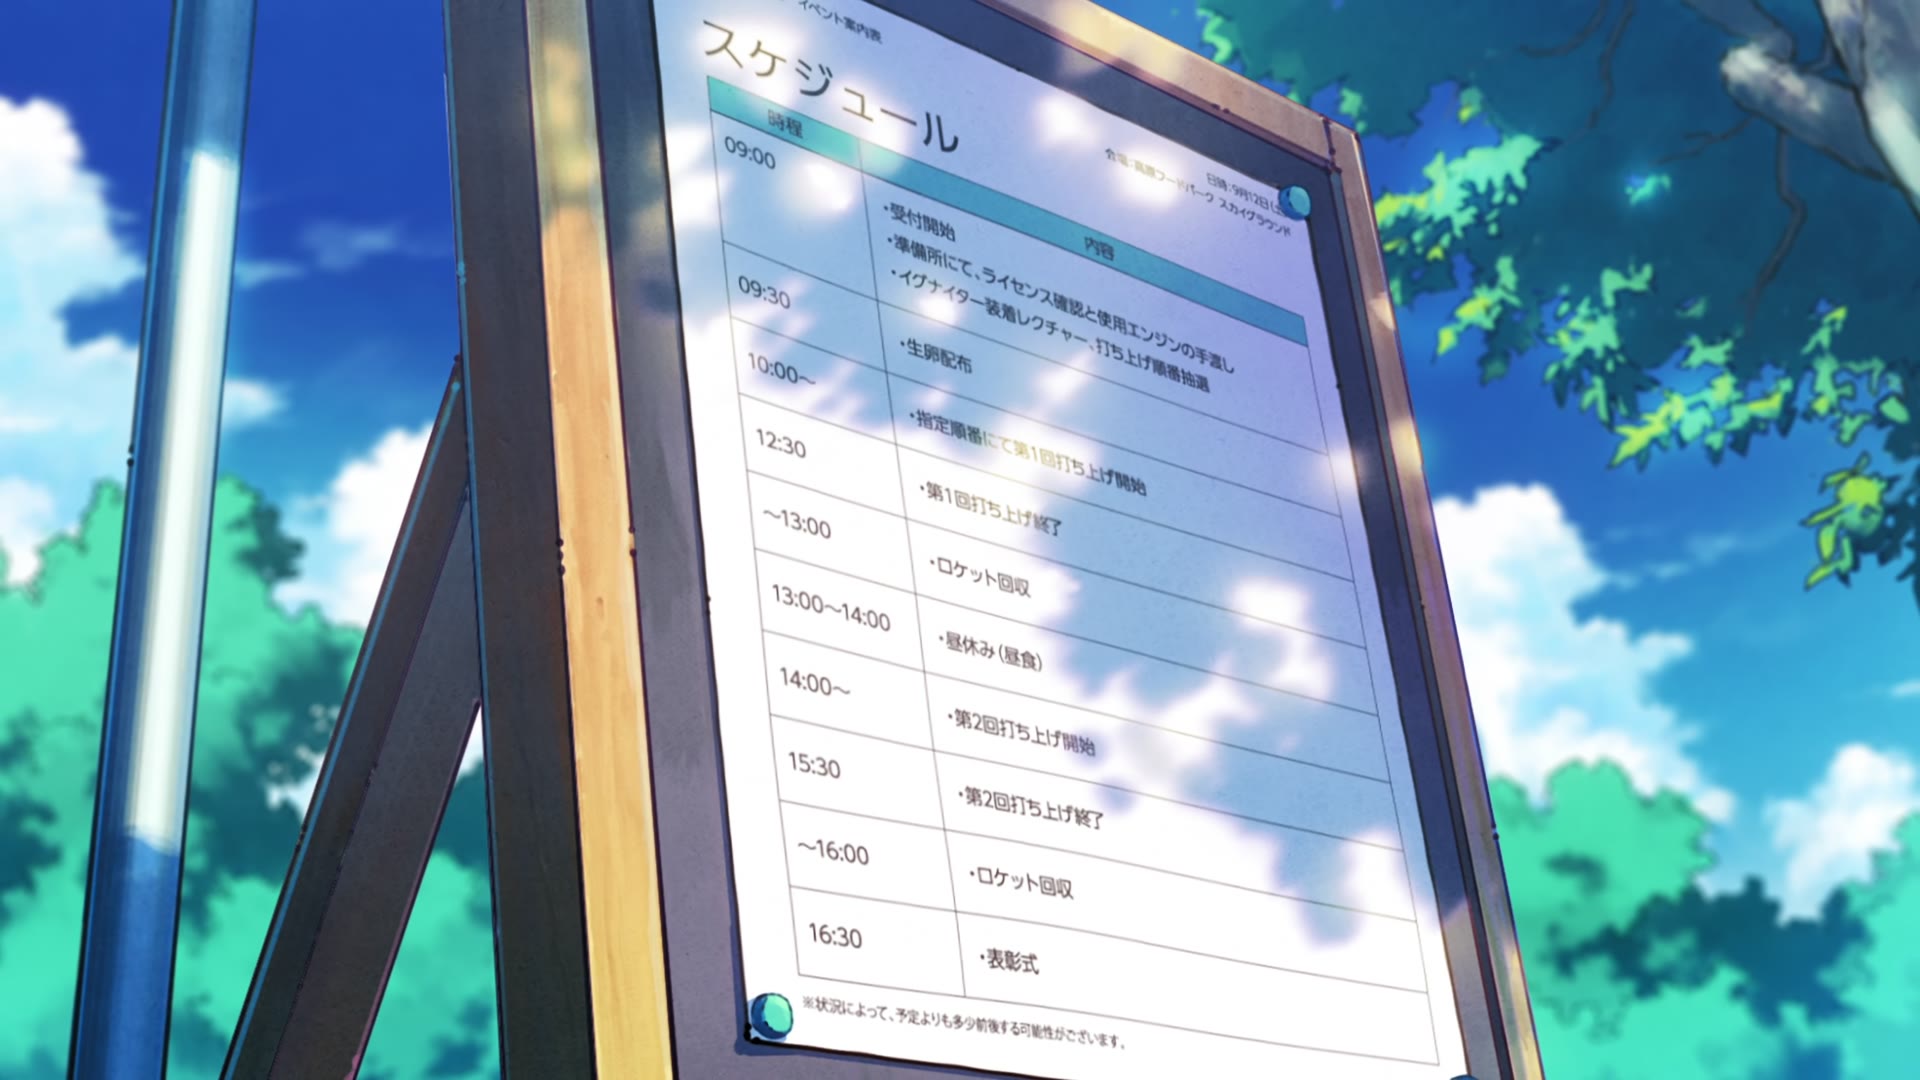 イベント案内表
スケジュール
日時:9月12日(土
会場:高原フードパーク スカイグラウンド
時程 内容
09:00
・受付開始
・準備所にて、ライセンス確認と使用エンジンの手渡し
・イグナイター装着レクチャー、打ち上げ順番抽選
09:30 ・生卵配布
10:00～ ・指定順番にて第1回打ち上げ開始
12:30 ・第1回打ち上げ終了
～13:00 ・ロケット回収
13:00～14:00 ・昼休み(昼食)
14:00～ ・第2回打ち上げ開始
15:30 ・第2回打ち上げ終了
～16:00 ・ロケット回収
16:30 ・表彰式
※状況によって、予定よりも多少前後する可能性がございます。